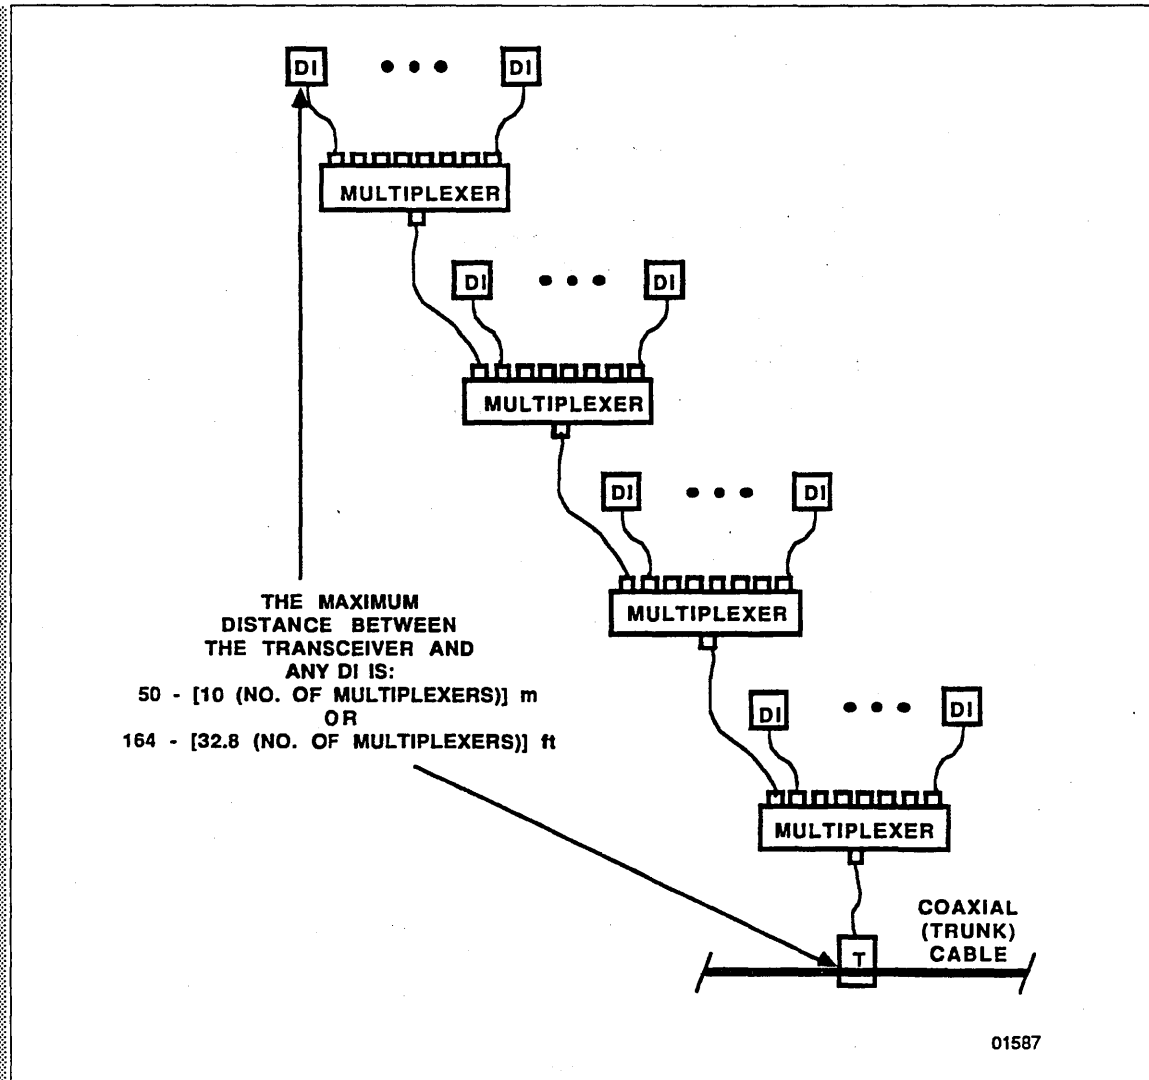 DI DI
MULTIPLEXER
DI DI
MULTIPLEXER
DI DI
MULTIPLEXER
THE MAXIMUM
DISTANCE BETWEEN
THE TRANSCEIVER AND
ANY DI IS:
50 - [10 (NO. OF MULTIPLEXERS)] m
OR
164 - [32.8 (NO. OF MULTIPLEXERS)] ft
DI DI
MULTIPLEXER
COAXIAL
(TRUNK)
CABLE
T
01587